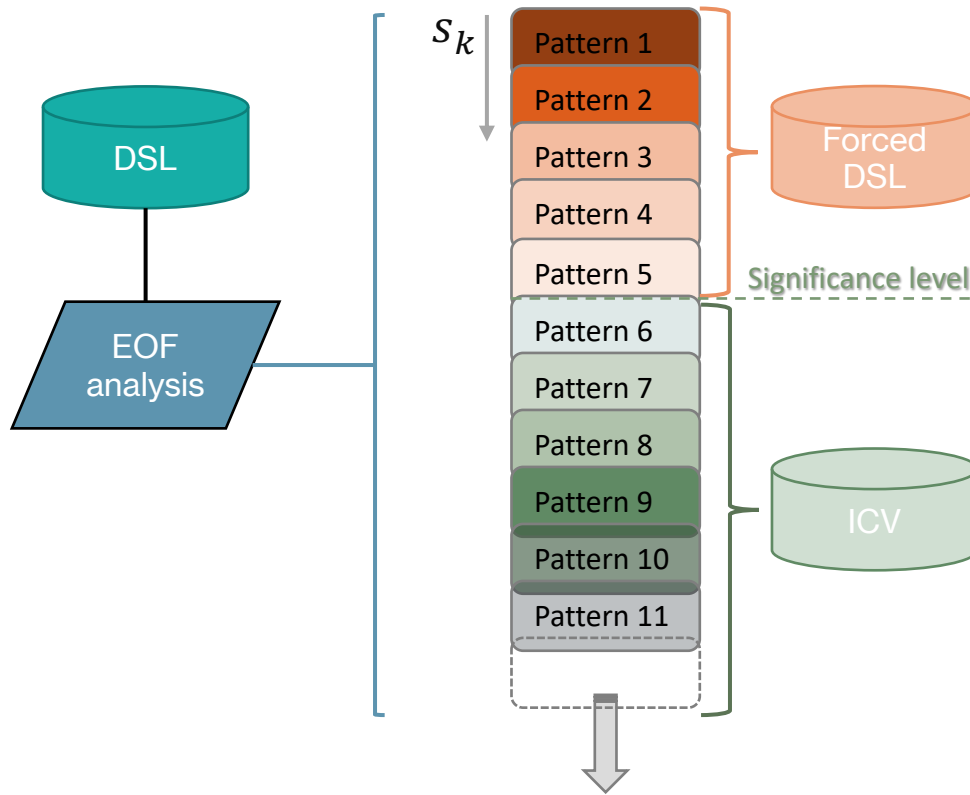 DSL
EOF
analysis
s_k
Pattern 1
Pattern 2
Pattern 3
Pattern 4
Pattern 5
Pattern 6
Pattern 7
Pattern 8
Pattern 9
Pattern 10
Pattern 11
Forced
DSL
Significance level
ICV